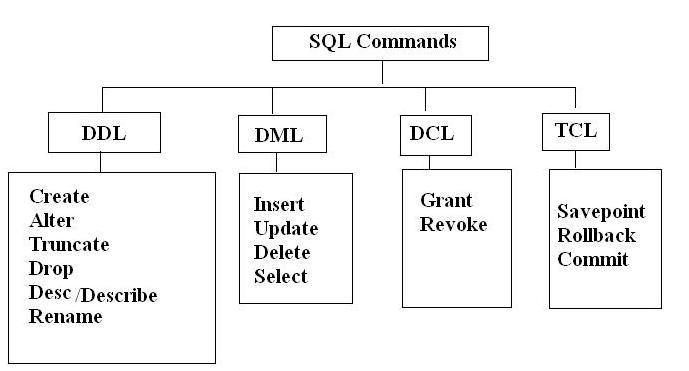 SQL Commands
DDL
DML
DCL
TCL
Create
Alter
Truncate
Drop
Desc /Describe
Rename
Insert
Update
Delete
Select
Grant
Revoke
Savepoint
Rollback
Commit